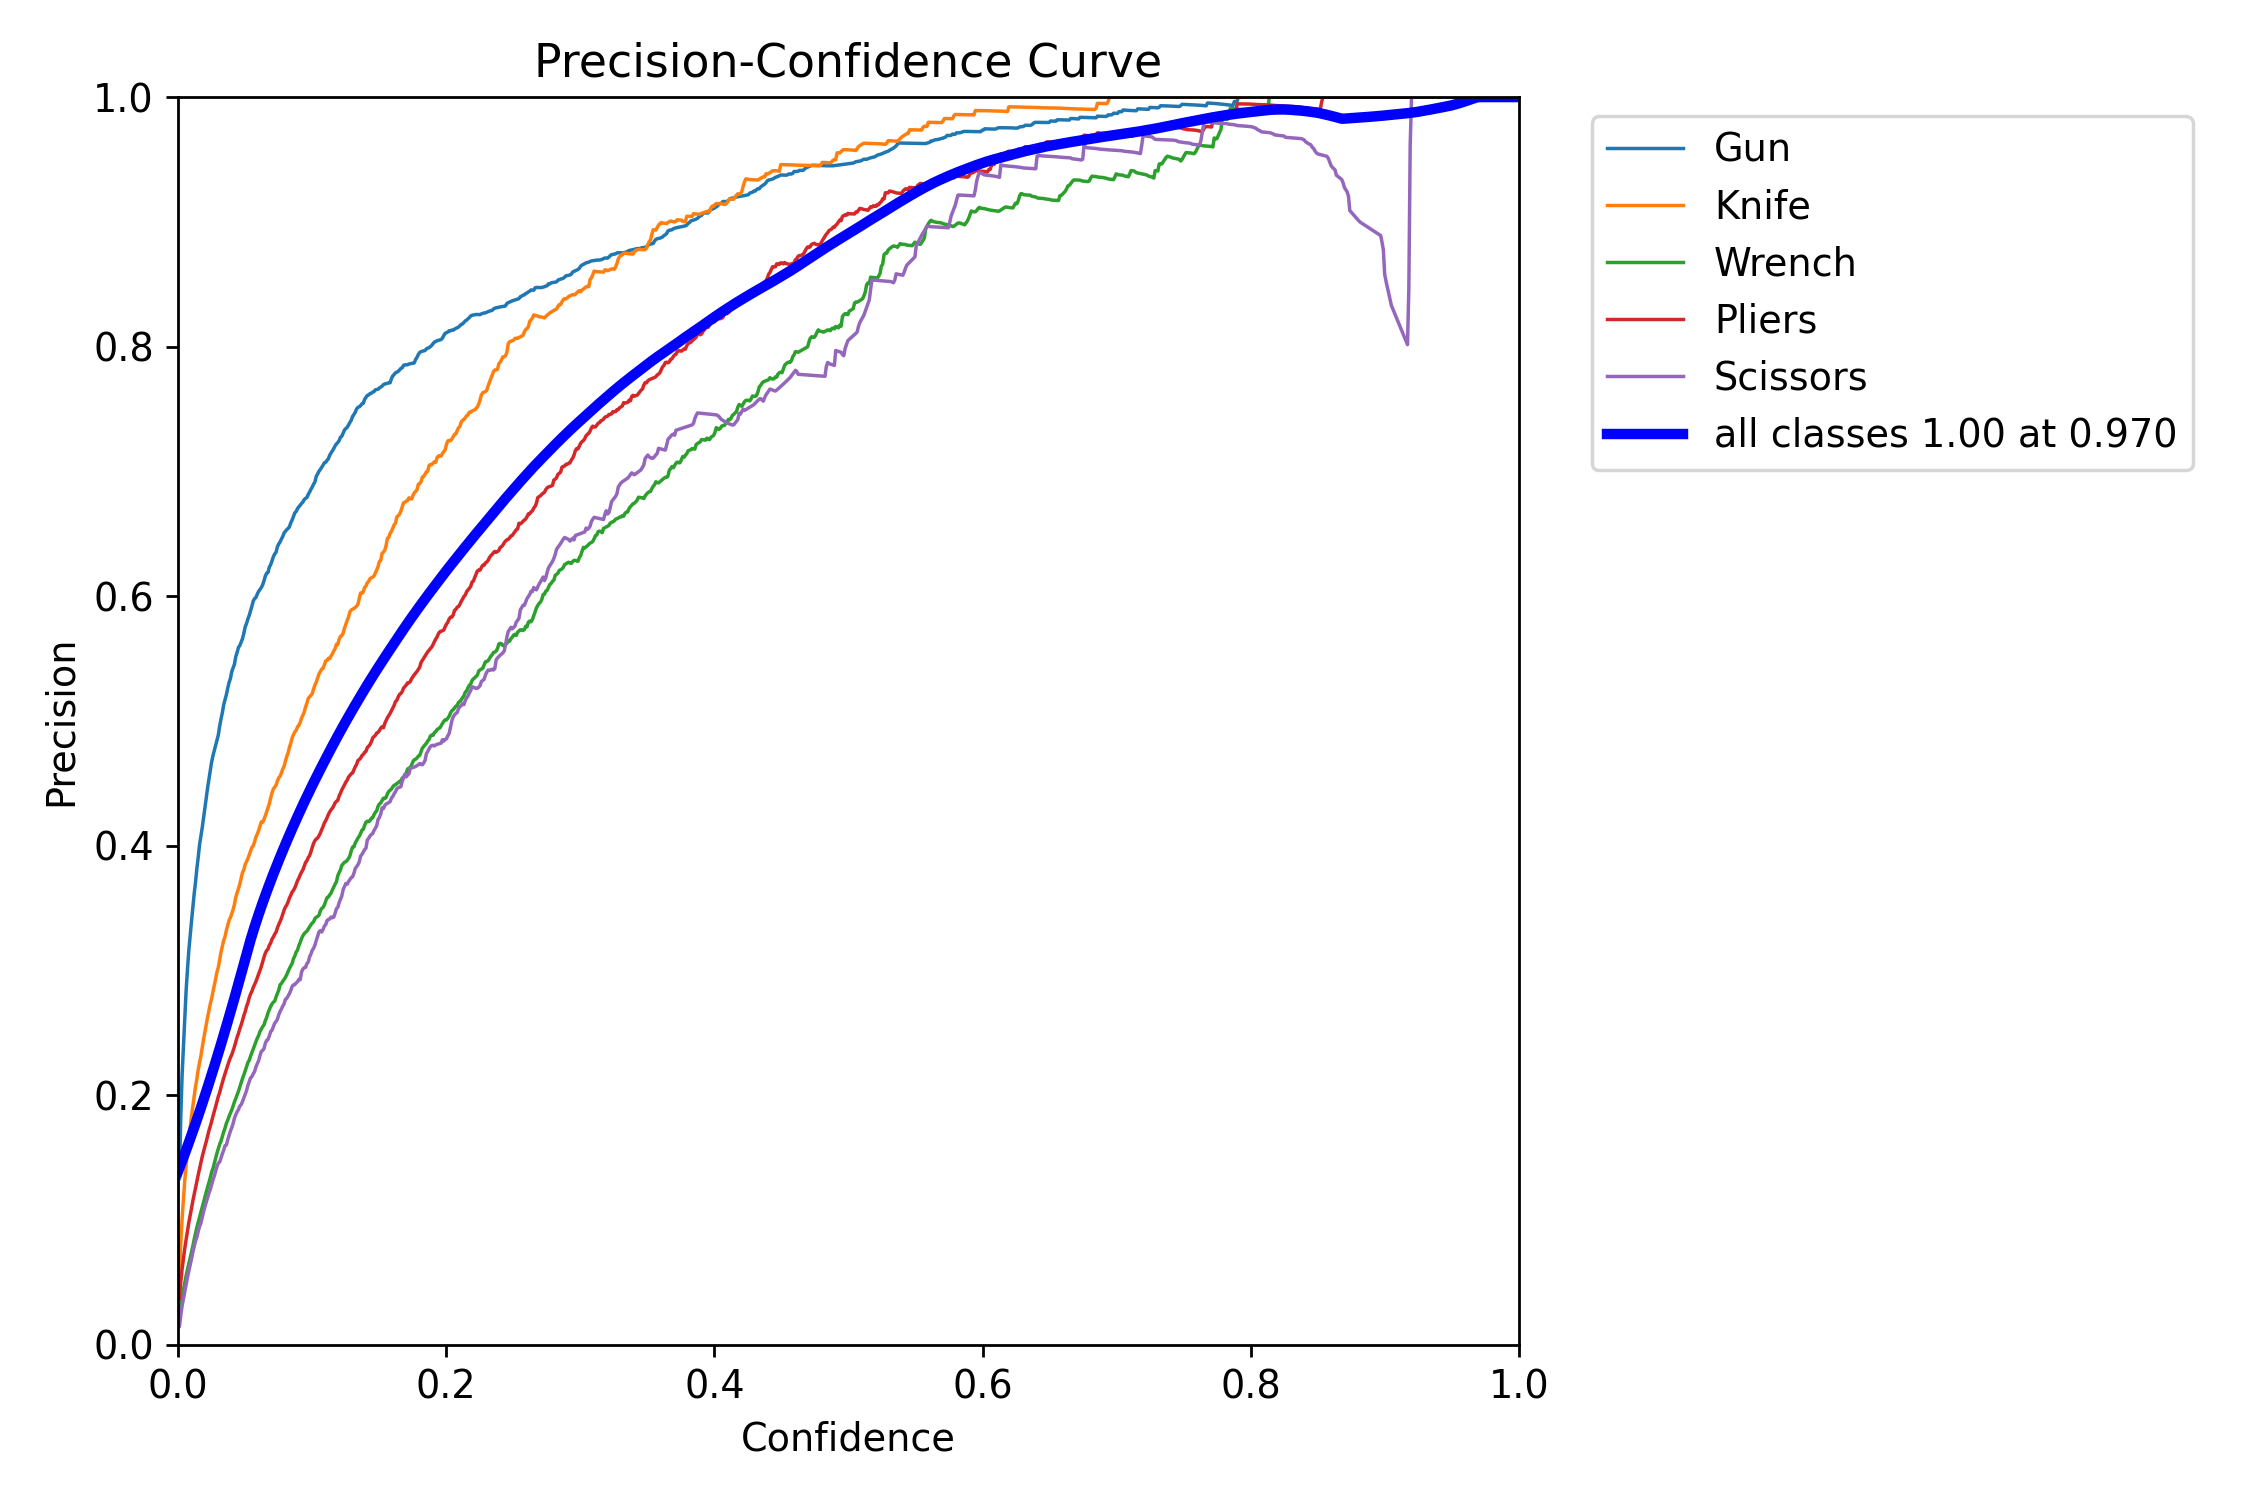 Precision-Confidence Curve
1.0
0.8
0.6
0.4
0.2
0.0
Precision
0.0 0.2 0.4 0.6 0.8 1.0
Confidence
Gun
Knife
Wrench
Pliers
Scissors
all classes 1.00 at 0.970